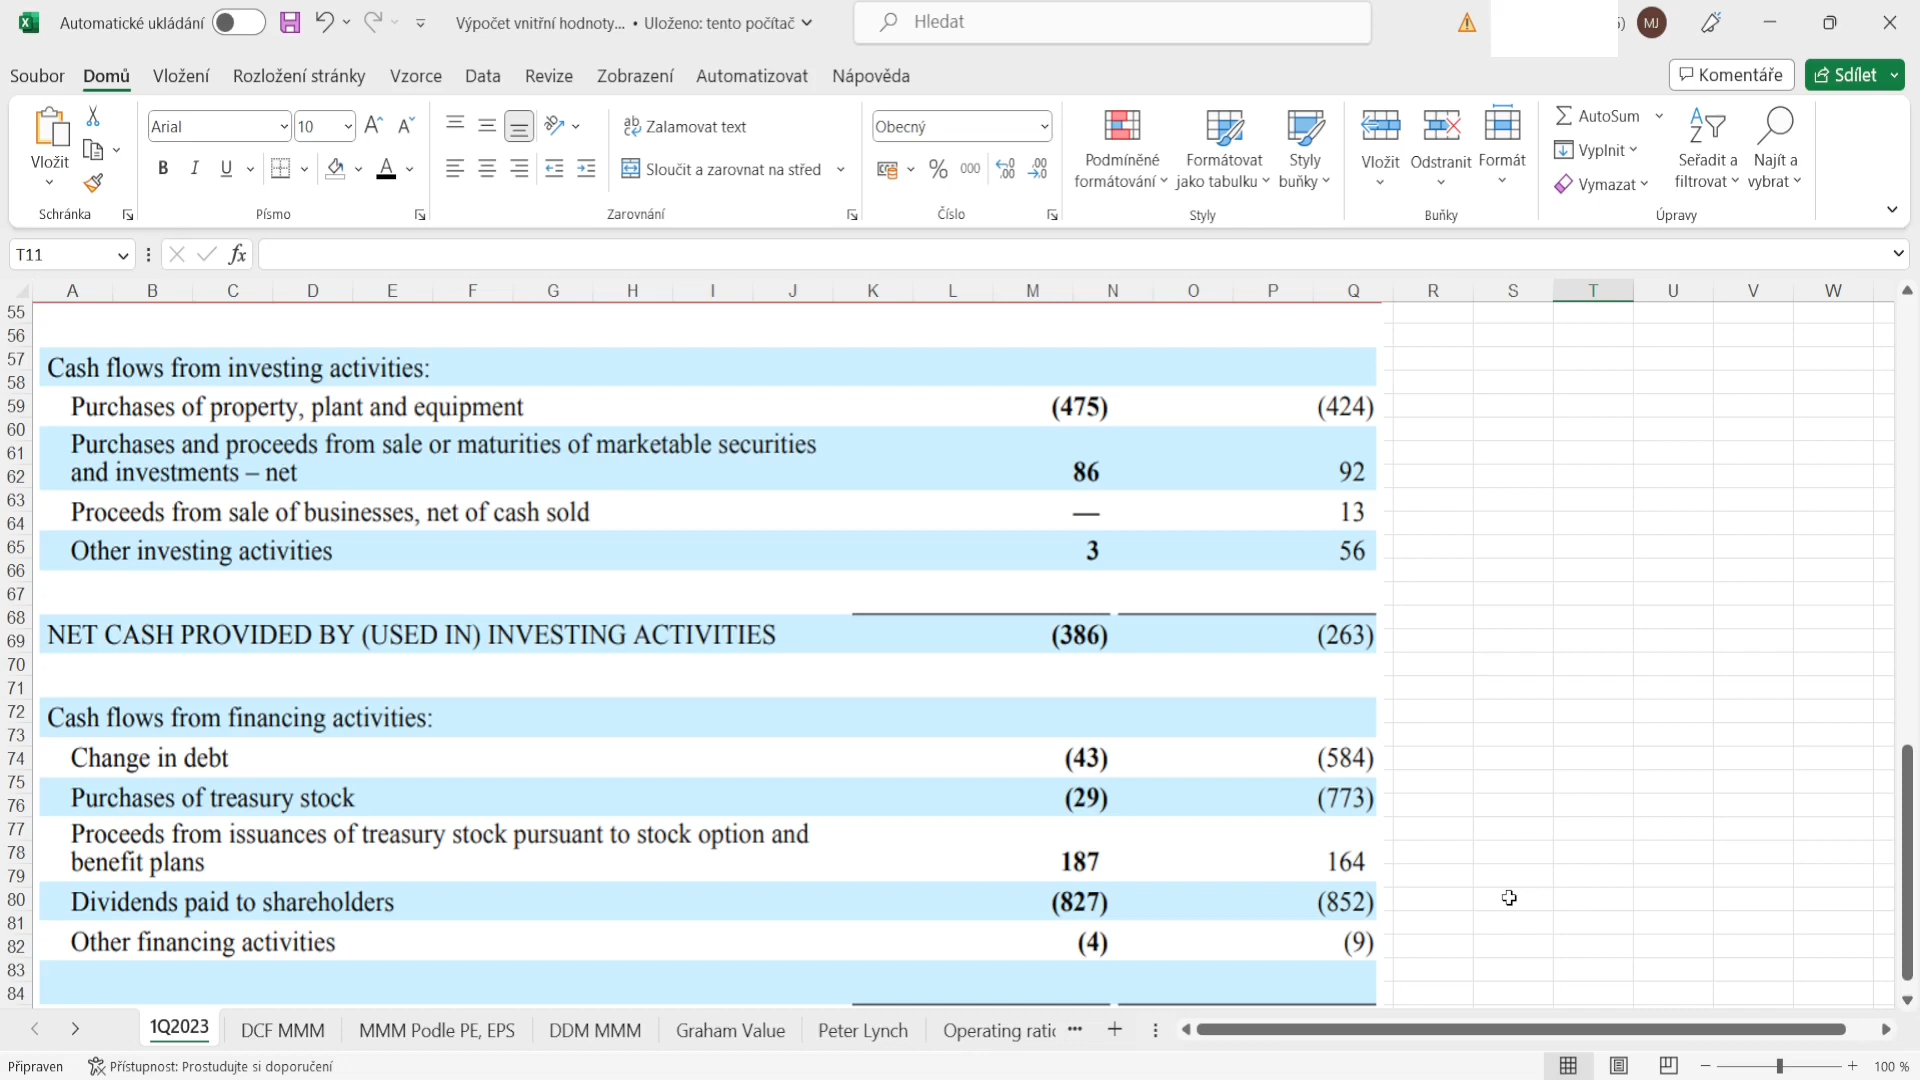 Automatické ukládání
Výpočet vnitřní hodnoty... • Uloženo: tento počítač
Hledat
MJ
Soubor Domů Vložení Rozložení stránky Vzorce Data Revize Zobrazení Automatizovat Nápověda
Komentáře Sdílet
Vložit
Schránka
Arial 10
B I U A
Písmo
Zalamovat text
Sloučit a zarovnat na střed
Zarovnání
Obecný
% 000
Číslo
Podmíněné formátování
Formátovat jako tabulku
Styly buňky
Styly
Vložit Odstranit Formát
Buňky
AutoSum
Vyplnit
Vymazat
Seřadit a filtrovat
Najít a vybrat
Úpravy
T11 fx
A B C D E F G H I J K L M N O P Q R S T U V W
55
56
57
58
59
60
61
62
63
64
65
66
67
68
69
70
71
72
73
74
75
76
77
78
79
80
81
82
83
84
Cash flows from investing activities:
Purchases of property, plant and equipment (475) (424)
Purchases and proceeds from sale or maturities of marketable securities
and investments – net 86 92
Proceeds from sale of businesses, net of cash sold — 13
Other investing activities 3 56
NET CASH PROVIDED BY (USED IN) INVESTING ACTIVITIES (386) (263)
Cash flows from financing activities:
Change in debt (43) (584)
Purchases of treasury stock (29) (773)
Proceeds from issuances of treasury stock pursuant to stock option and
benefit plans 187 164
Dividends paid to shareholders (827) (852)
Other financing activities (4) (9)
1Q2023 DCF MMM MMM Podle PE, EPS DDM MMM Graham Value Peter Lynch Operating ratio ...
Připraven Přístupnost: Prostudujte si doporučení 100 %